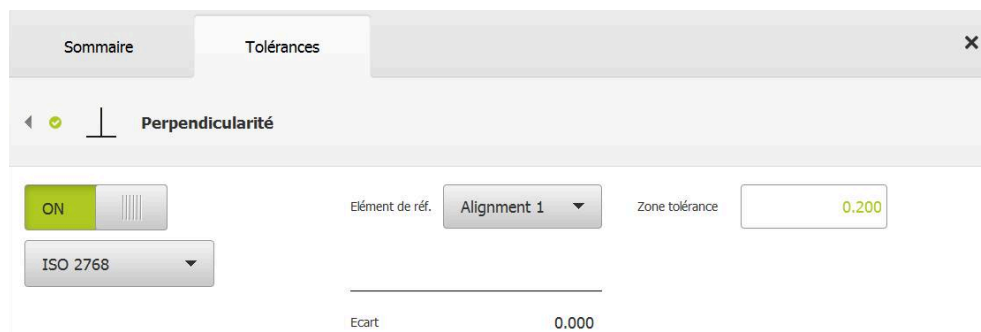 Sommaire Tolérances
Perpendicularité
ON Elément de réf. Alignment 1 Zone tolérance 0.200
ISO 2768
Ecart 0.000